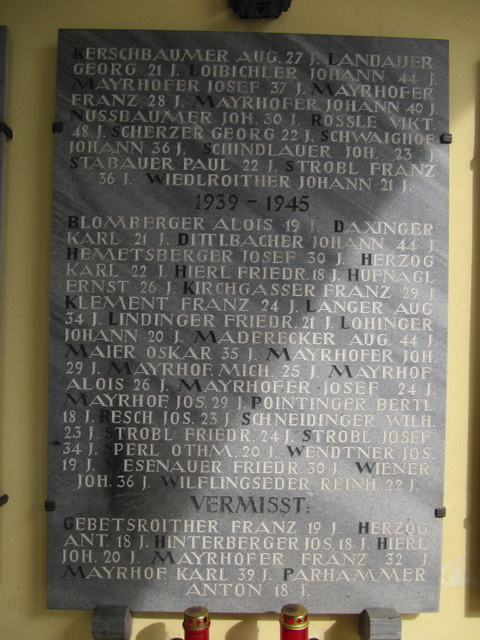 KERSCHBAUMER AUG. 27 J. LANDAUER
GEORG 21 J. LOIBICHLER JOHANN 44 J.
MAYRHOFER JOSEF 37 J. MAYRHOFER
FRANZ 28 J. MAYRHOFER JOHANN 40 J.
NUSSBAUMER JOH. 30 J. RÖSSLE VIKT.
48 J. SCHERZER GEORG 22 J. SCHWAIGHOF.
JOHANN 36 J. SCHINDLAUER JOH. 23 J.
STABAUER PAUL 22 J. STROBL FRANZ
36 J. WIEDLROITHER JOHANN 21 J.
1939 - 1945
BLOMBERGER ALOIS 19 J. DAXINGER
KARL 21 J. DITTLBACHER JOHANN 44 J.
HEMETSBERGER JOSEF 30 J. HERZOG
KARL 22 J. HIERL FRIEDR. 18 J. HUFNAGL
ERNST 26 J. KIRCHGASSER FRANZ 29 J.
KLEMENT FRANZ 24 J. LANGER AUG.
34 J. LINDINGER FRIEDR. 21 J. LOHINGER
JOHANN 20 J. MADERECKER AUG. 44 J.
MAIER OSKAR 35 J. MAYRHOFER JOH.
29 J. MAYRHOF. MICH. 25 J. MAYRHOF.
ALOIS 26 J. MAYRHOFER JOSEF 24 J.
MAYRHOF. JOS. 29 J. POINTINGER BERTL
18 J. RESCH JOS. 23 J. SCHNEIDINGER WILH.
23 J. STROBL FRIEDR. 24 J. STROBL JOSEF
34 J. SPERL OTHM. 20 J. WENDTNER JOS.
19 J. YESENAUER FRIEDR. 30 J. WIENER
JOH. 36 J. WILFLINGSEDER REINH. 22 J.
VERMISST:
GEBETSROITHER FRANZ 19 J. HERZOG
ANT. 18 J. HINTERBERGER JOS. 18 J. HIERL
JOH. 20 J. MAYRHOFER FRANZ 32 J.
MAYRHOF. KARL 39 J. PARHAMMER
ANTON 18 J.